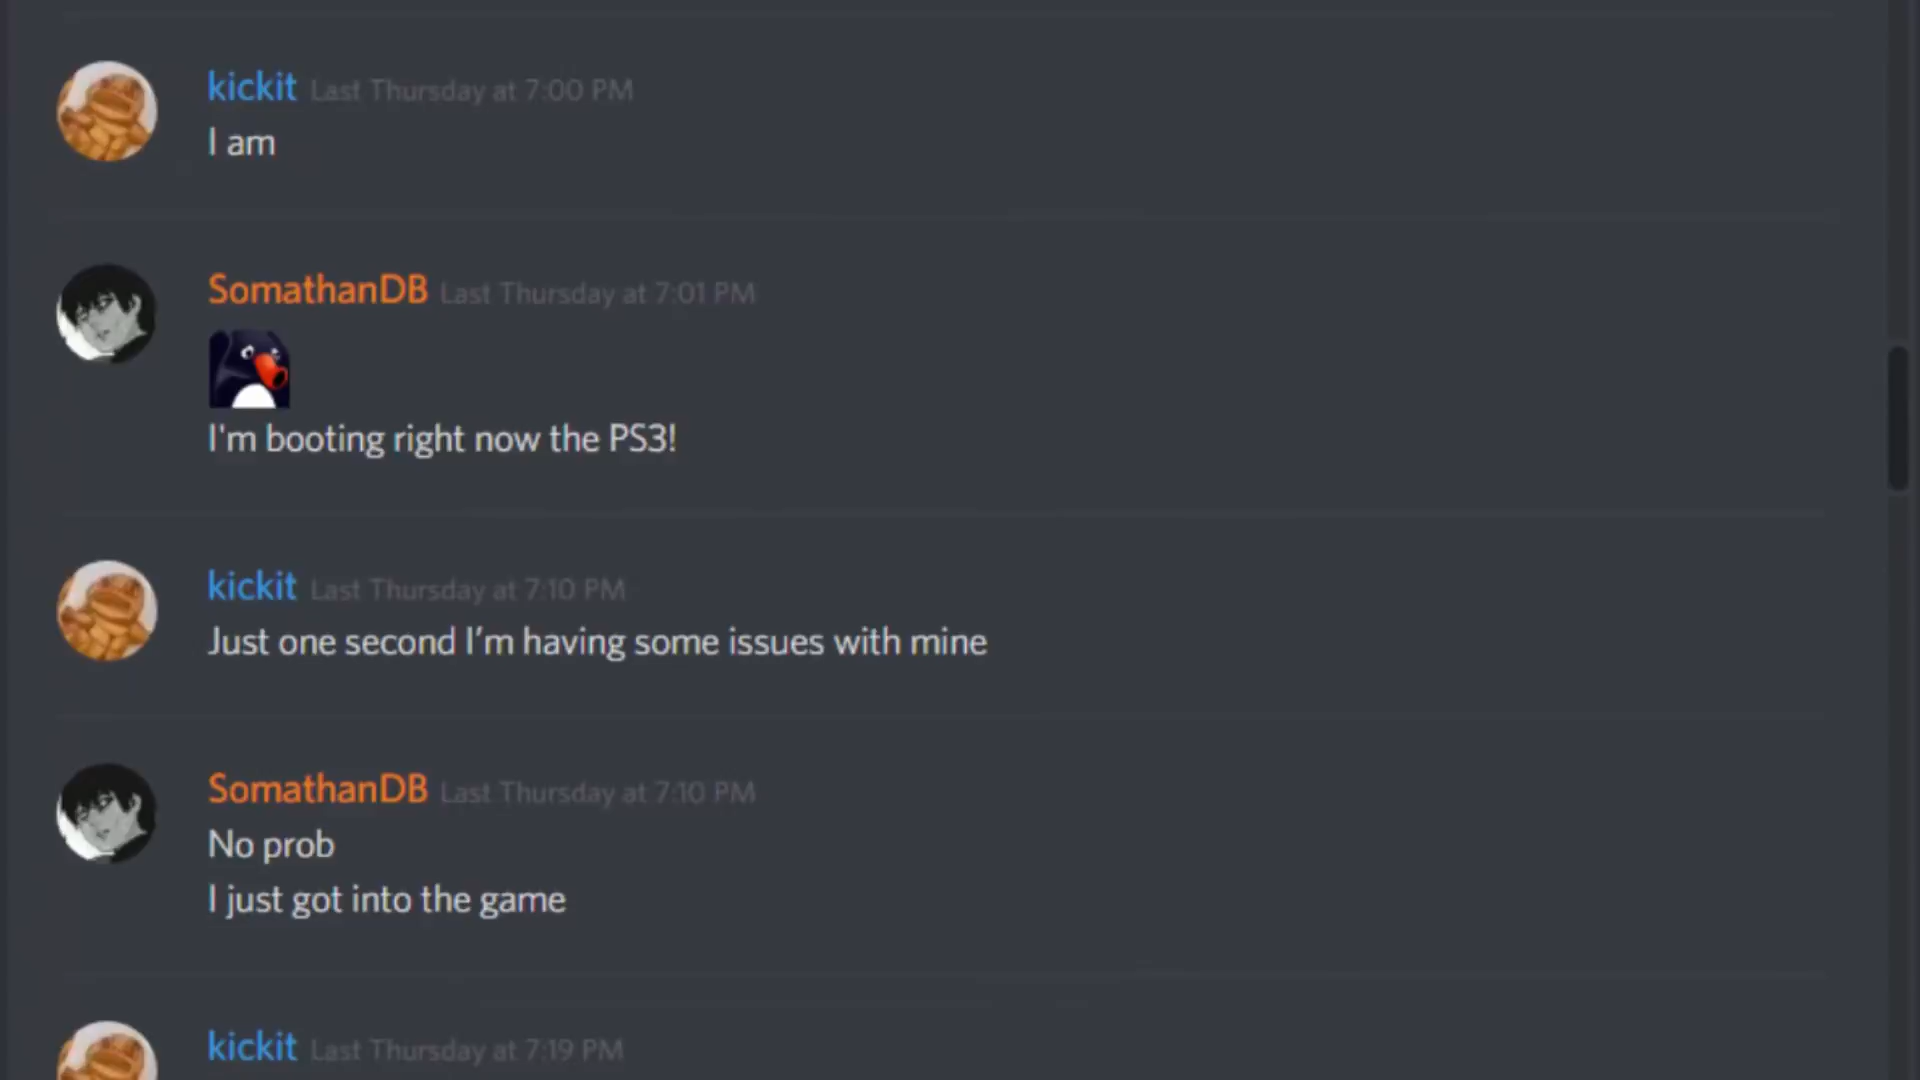 kickit Last Thursday at 7:00 PM
I am
SomathanDB Last Thursday at 7:01 PM
I'm booting right now the PS3!
kickit Last Thursday at 7:10 PM
Just one second I’m having some issues with mine
SomathanDB Last Thursday at 7:10 PM
No prob
I just got into the game
kickit Last Thursday at 7:19 PM